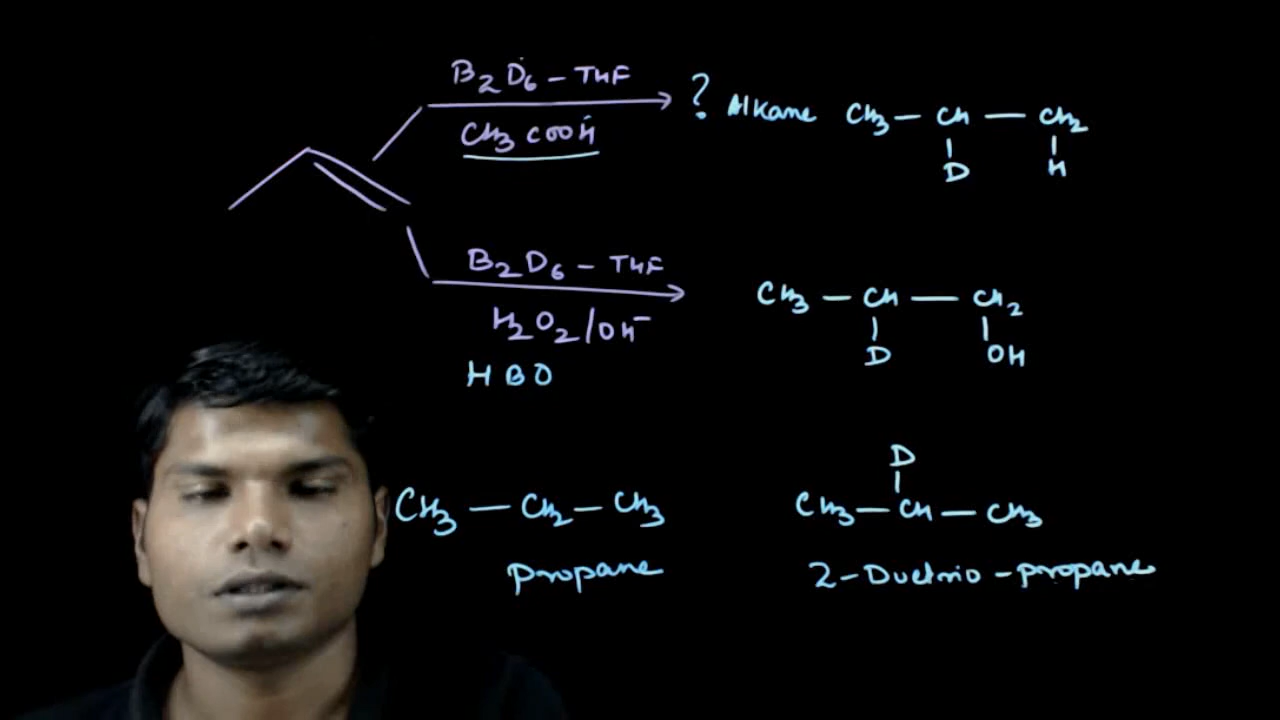 B2D6 - THF
CH3COOH
? Alkane CH3 - CH - CH2
D H
B2D6 - THF
H2O2/OH-
HBO
CH3 - CH - CH2
D OH
CH3 - CH2 - CH3
Propane
D
CH3 - CH - CH3
2-Duetrio-propane